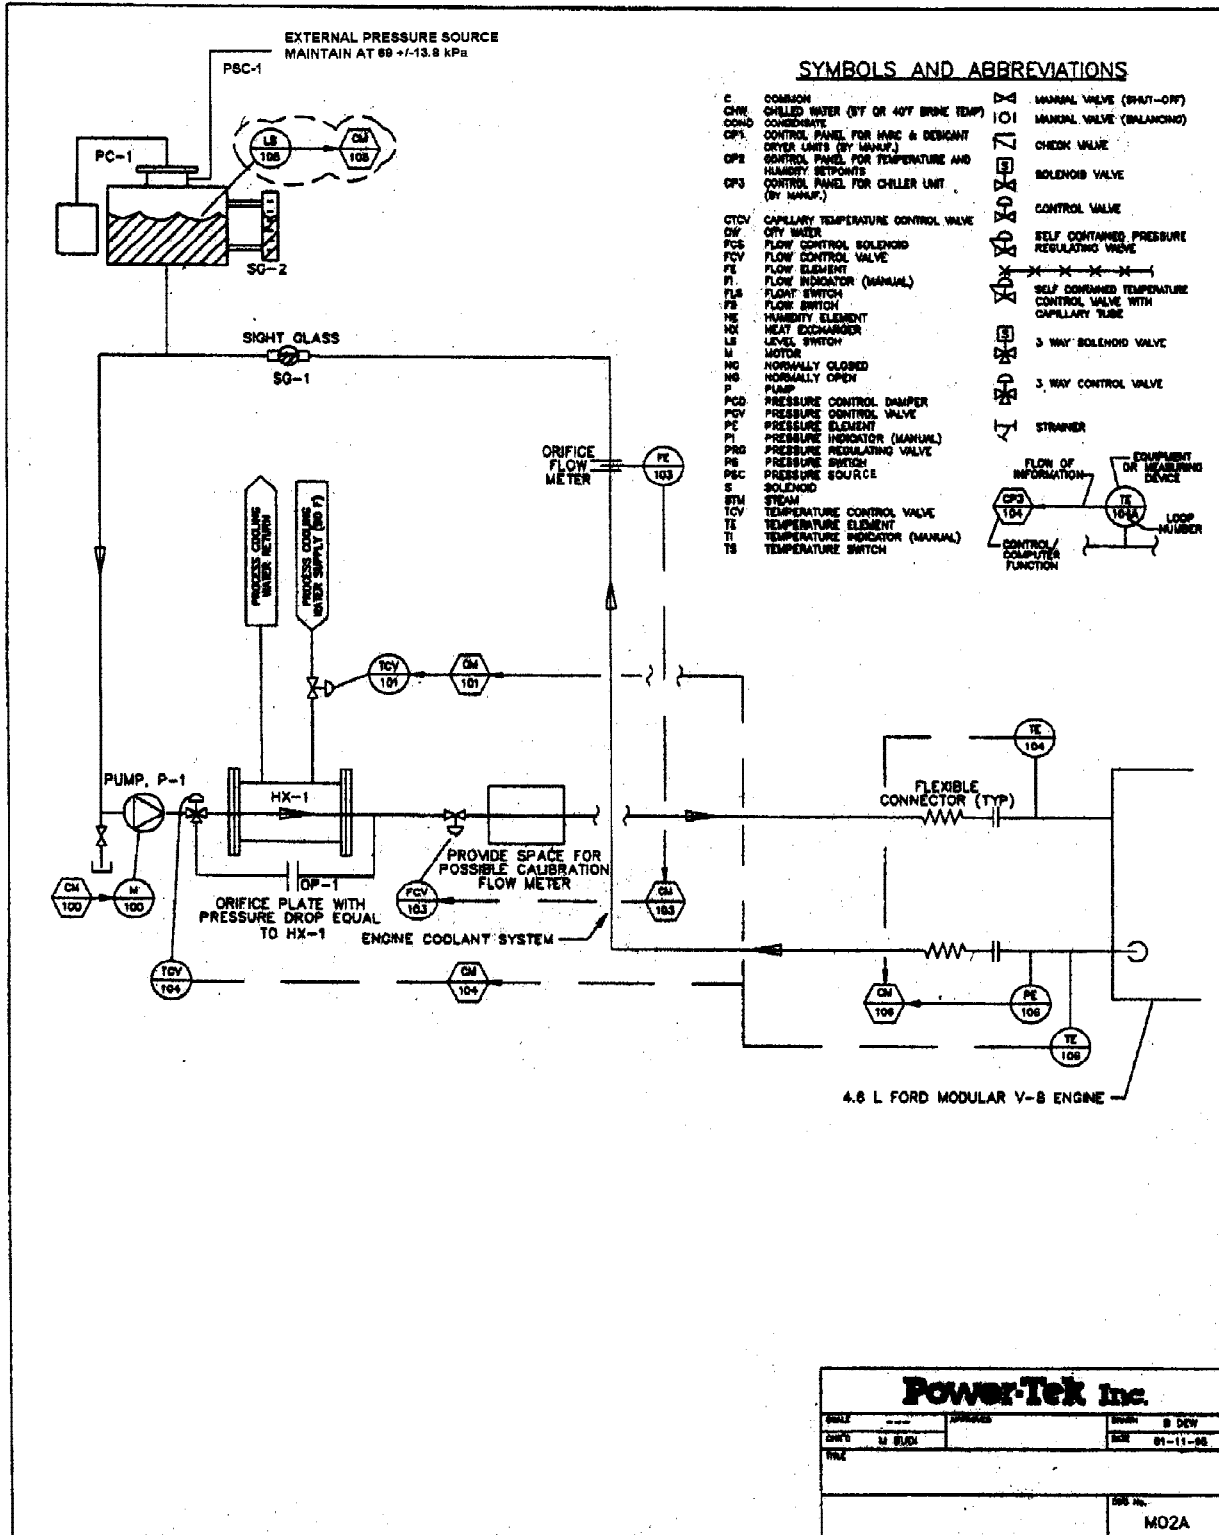 EXTERNAL PRESSURE SOURCE
MAINTAIN AT 69 +/-13.8 kPa
PSC-1
PC-1
LS
CM
SG-2
SIGHT GLASS
SG-1
ORIFICE
FLOW
METER
FE
103
PROCESS COOLING
WATER RETURN
PROCESS COOLING
WATER SUPPLY
TCV
101
CM
101
PUMP, P-1
HX-1
CM
100
M
100
OP-1
ORIFICE PLATE WITH
PRESSURE DROP EQUAL
TO HX-1
PROVIDE SPACE FOR
POSSIBLE CALIBRATION
FLOW METER
FCV
103
CM
103
ENGINE COOLANT SYSTEM
TCV
104
CM
104
TE
104
FLEXIBLE
CONNECTOR (TYP)
CM
106
PE
106
TE
4.6 L FORD MODULAR V-8 ENGINE
SYMBOLS AND ABBREVIATIONS
C COMMON
CHW CHILLED WATER (5°F OR 40°F BRINE TEMP)
COND CONDENSATE
CP1 CONTROL PANEL FOR HVAC & DESICANT
DRYER UNITS (BY MANUF.)
CP2 CONTROL PANEL FOR TEMPERATURE AND
HUMIDITY SETPOINTS
CP3 CONTROL PANEL FOR CHILLER UNIT
(BY MANUF.)
CTCV CAPILLARY TEMPERATURE CONTROL VALVE
CW CITY WATER
FCS FLOW CONTROL SOLENOID
FCV FLOW CONTROL VALVE
FE FLOW ELEMENT
FI FLOW INDICATOR (MANUAL)
FLS FLOAT SWITCH
FS FLOW SWITCH
HE HUMIDITY ELEMENT
HX HEAT EXCHANGER
LS LEVEL SWITCH
M MOTOR
NC NORMALLY CLOSED
NO NORMALLY OPEN
P PUMP
PCD PRESSURE CONTROL DAMPER
PCV PRESSURE CONTROL VALVE
PE PRESSURE ELEMENT
PI PRESSURE INDICATOR (MANUAL)
PRG PRESSURE REGULATING VALVE
PS PRESSURE SWITCH
PSC PRESSURE SOURCE
S SOLENOID
STM STEAM
TCV TEMPERATURE CONTROL VALVE
TE TEMPERATURE ELEMENT
TI TEMPERATURE INDICATOR (MANUAL)
TS TEMPERATURE SWITCH
MANUAL VALVE (SHUT-OFF)
MANUAL VALVE (BALANCING)
CHECK VALVE
S
SOLENOID VALVE
CONTROL VALVE
SELF CONTAINED PRESSURE
REGULATING VALVE
SELF CONTAINED TEMPERATURE
CONTROL VALVE WITH
CAPILLARY TUBE
S
3 WAY SOLENOID VALVE
3 WAY CONTROL VALVE
STRAINER
FLOW OF
INFORMATION
EQUIPMENT
OR MEASURING
DEVICE
CP3
104
TE
104A
LOOP
NUMBER
CONTROL/
COMPUTER
FUNCTION
Power-Tek Inc.
SCALE ---
DRAWN B DEW
DATE
TITLE
DWG No.
M02A